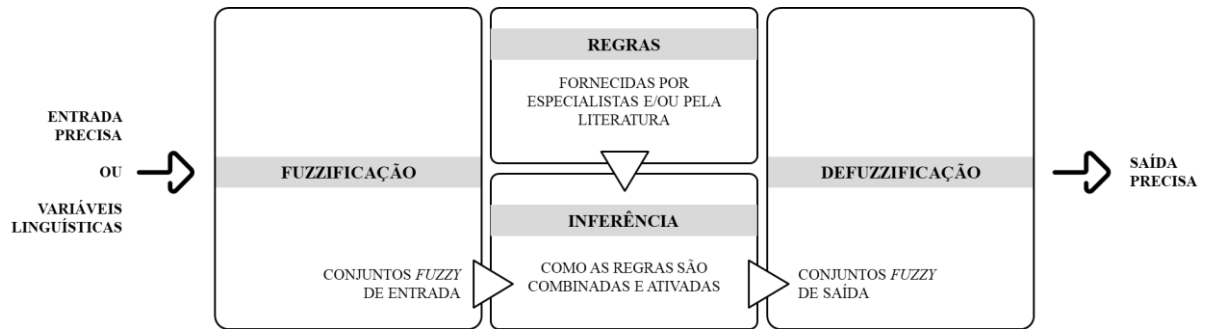 ENTRADA
PRECISA
OU
VARIÁVEIS
LINGUÍSTICAS
FUZZIFICAÇÃO
CONJUNTOS FUZZY
DE ENTRADA
REGRAS
FORNECIDAS POR
ESPECIALISTAS E/OU PELA
LITERATURA
INFERÊNCIA
COMO AS REGRAS SÃO
COMBINADAS E ATIVADAS
DEFUZZIFICAÇÃO
CONJUNTOS FUZZY
DE SAÍDA
SAÍDA
PRECISA